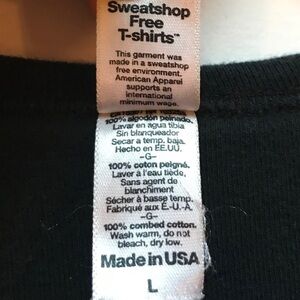 Sweatshop
Free
T-shirts™
This garment was
made in a sweatshop
free environment.
American Apparel
supports an
international
minimum wage.
100% algodón peinado.
Lavar en agua tibia
Sin blanqueador
Secar a temp. baja.
Hecho en EE.UU.
-G-
100% coton peigné.
Laver à l'eau tiède.
Sans agent de
blanchiment
Sécher à basse temp.
Fabriqué aux É.-U.A.
-G-
100% combed cotton.
Wash warm, do not
bleach, dry low.
Made in USA
L